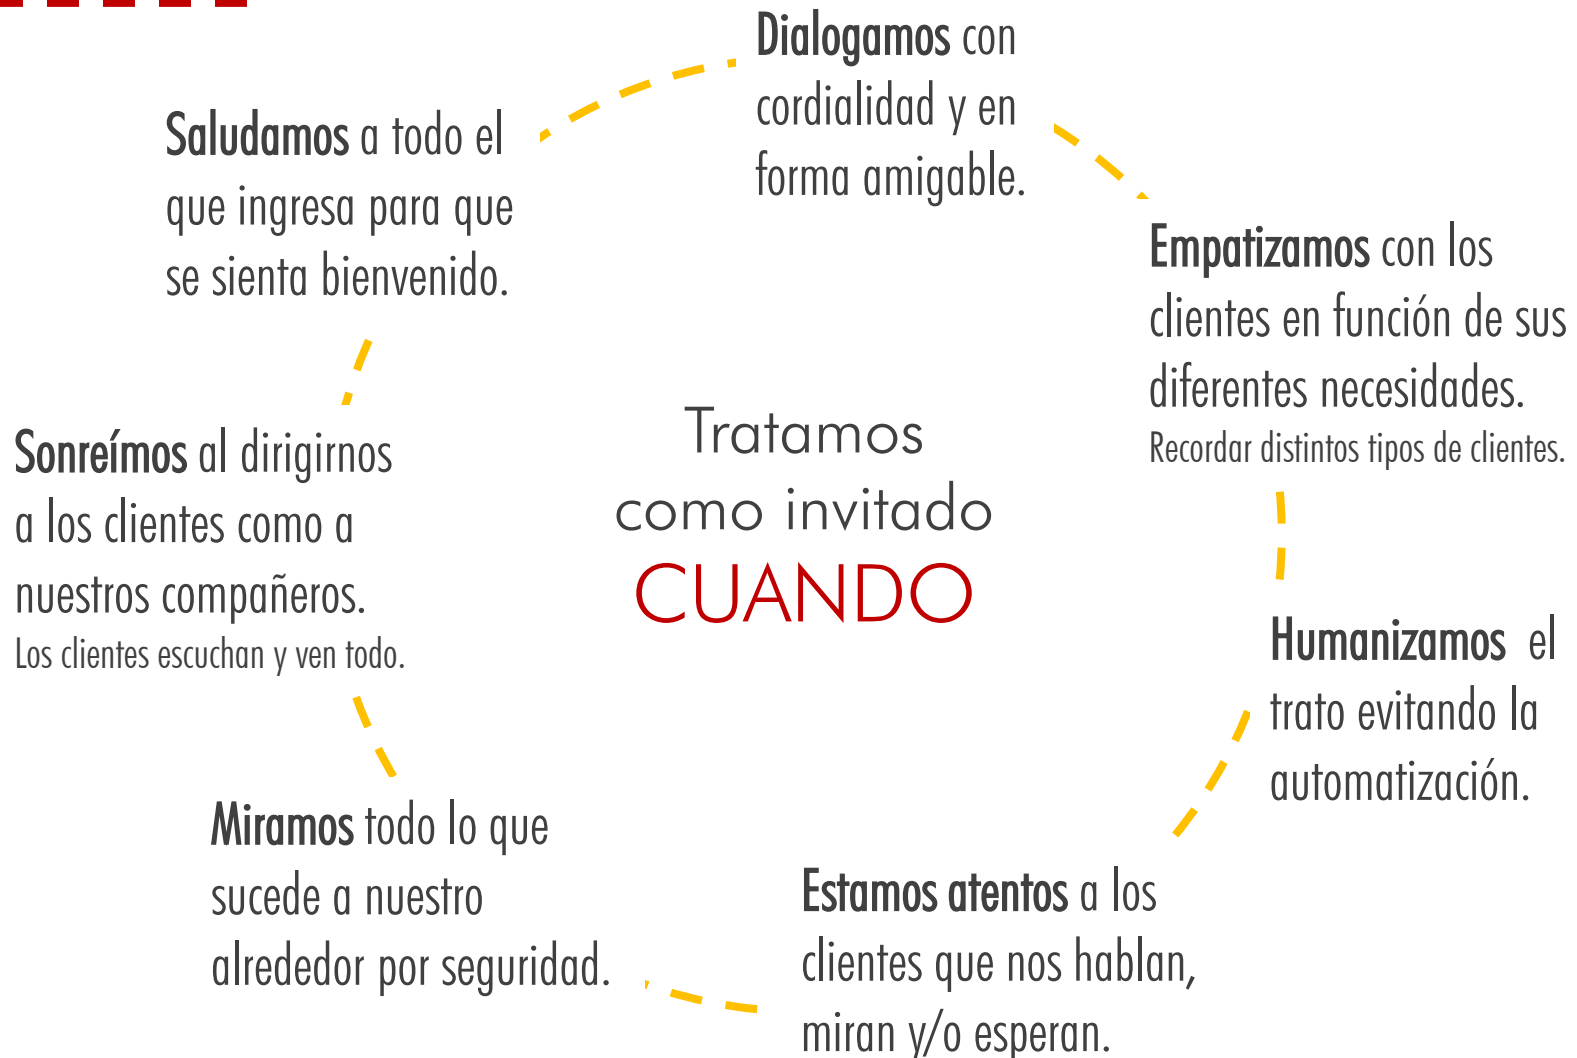 Dialogamos con
cordialidad y en
forma amigable.
Saludamos a todo el
que ingresa para que
se sienta bienvenido.
Empatizamos con los
clientes en función de sus
diferentes necesidades.
Recordar distintos tipos de clientes.
Sonreímos al dirigirnos
a los clientes como a
nuestros compañeros.
Los clientes escuchan y ven todo.
Tratamos
como invitado
CUANDO
Humanizamos el
trato evitando la
automatización.
Miramos todo lo que
sucede a nuestro
alrededor por seguridad.
Estamos atentos a los
clientes que nos hablan,
miran y/o esperan.